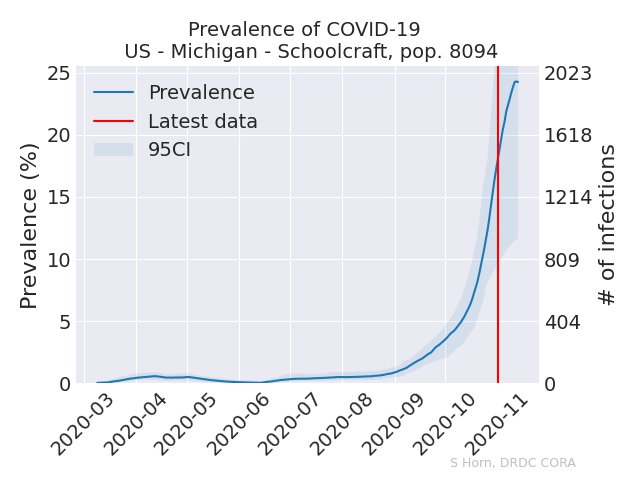 Prevalence of COVID-19
US - Michigan - Schoolcraft, pop. 8094
Prevalence (%)
25
20
15
10
5
0
Prevalence
Latest data
95CI
2023
1618
1214
809
404
0
# of infections
2020-03
2020-04
2020-05
2020-06
2020-07
2020-08
2020-09
2020-10
2020-11
S Horn, DRDC CORA